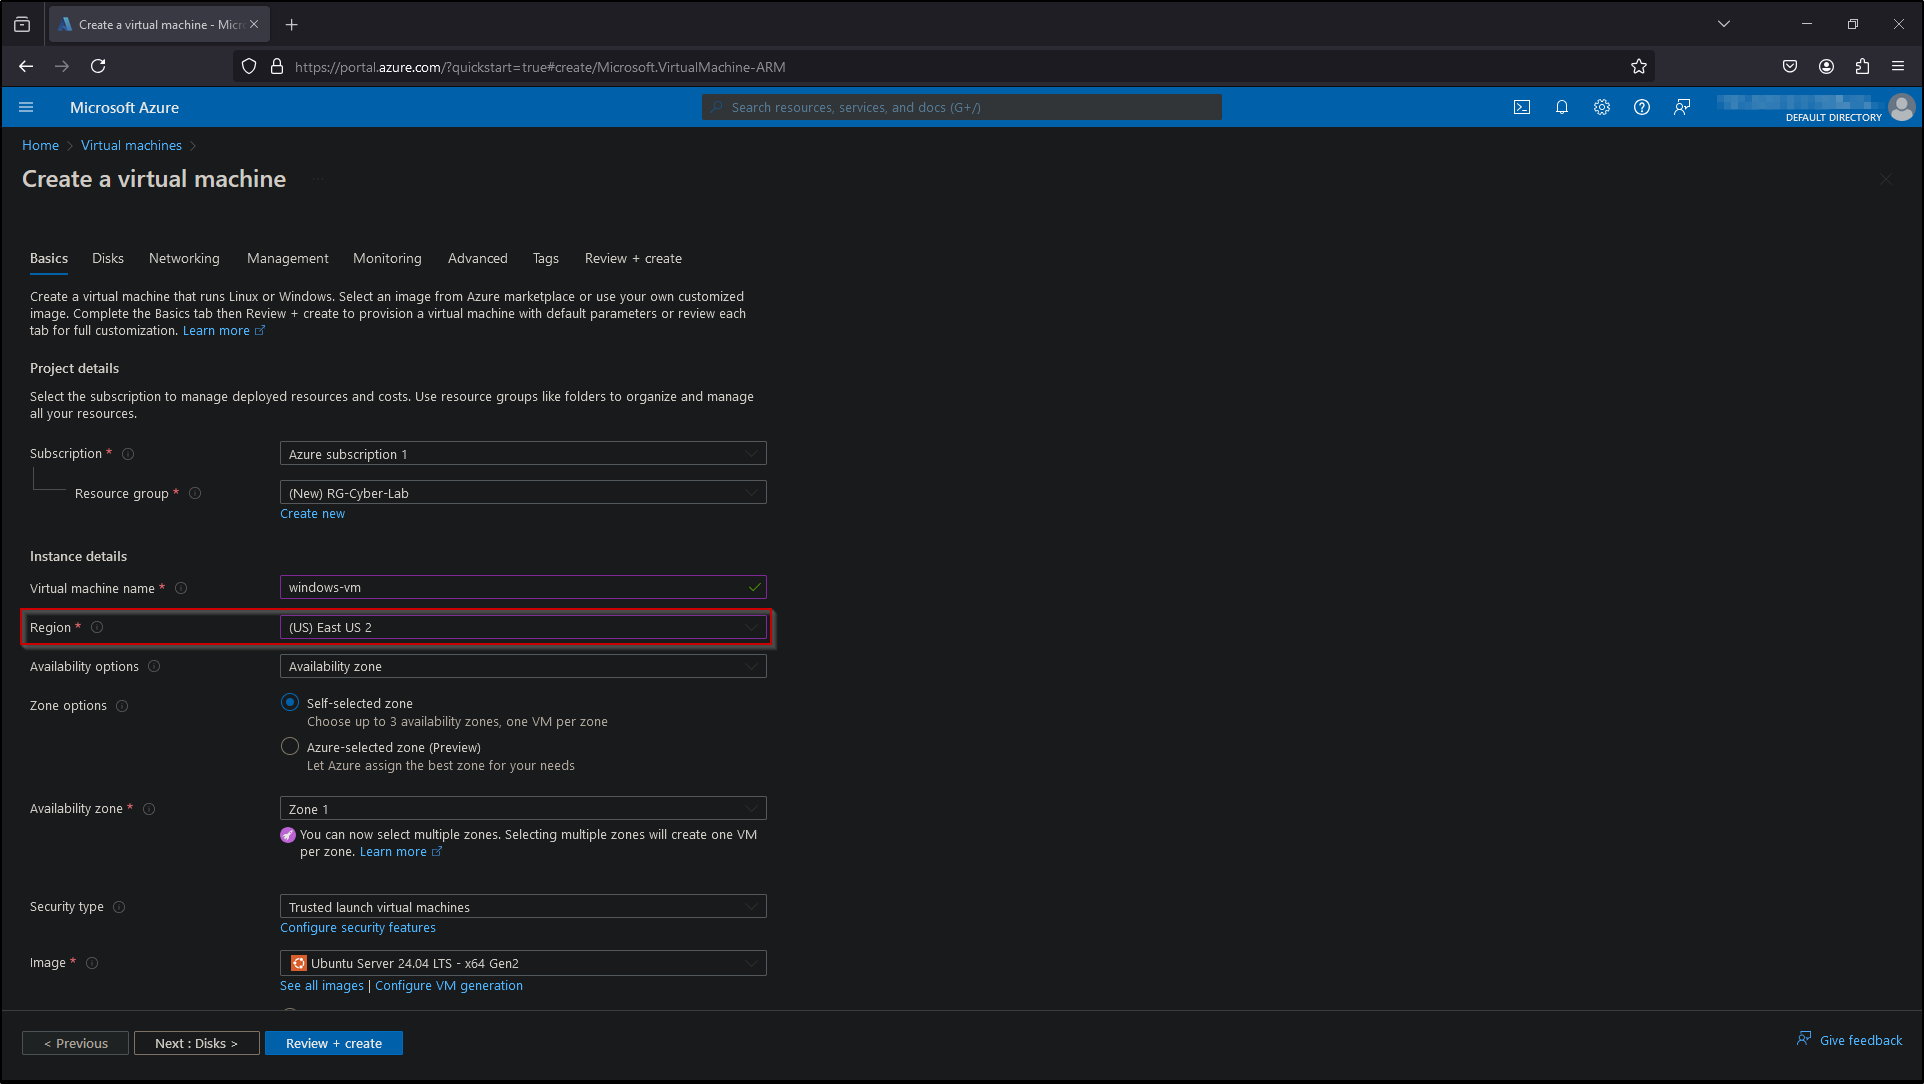 Create a virtual machine - Micr
https://portal.azure.com/?quickstart=true#create/Microsoft.VirtualMachine-ARM
Microsoft Azure
Search resources, services, and docs (G+/)
DEFAULT DIRECTORY
Home > Virtual machines >
Create a virtual machine ...
Basics Disks Networking Management Monitoring Advanced Tags Review + create
Create a virtual machine that runs Linux or Windows. Select an image from Azure marketplace or use your own customized
image. Complete the Basics tab then Review + create to provision a virtual machine with default parameters or review each
tab for full customization. Learn more
Project details
Select the subscription to manage deployed resources and costs. Use resource groups like folders to organize and manage
all your resources.
Subscription * Azure subscription 1
Resource group * (New) RG-Cyber-Lab
Create new
Instance details
Virtual machine name * windows-vm
Region * (US) East US 2
Availability options Availability zone
Zone options Self-selected zone
Choose up to 3 availability zones, one VM per zone
Azure-selected zone (Preview)
Let Azure assign the best zone for your needs
Availability zone * Zone 1
You can now select multiple zones. Selecting multiple zones will create one VM
per zone. Learn more
Security type Trusted launch virtual machines
Configure security features
Image * Ubuntu Server 24.04 LTS - x64 Gen2
See all images | Configure VM generation
< Previous Next : Disks > Review + create Give feedback